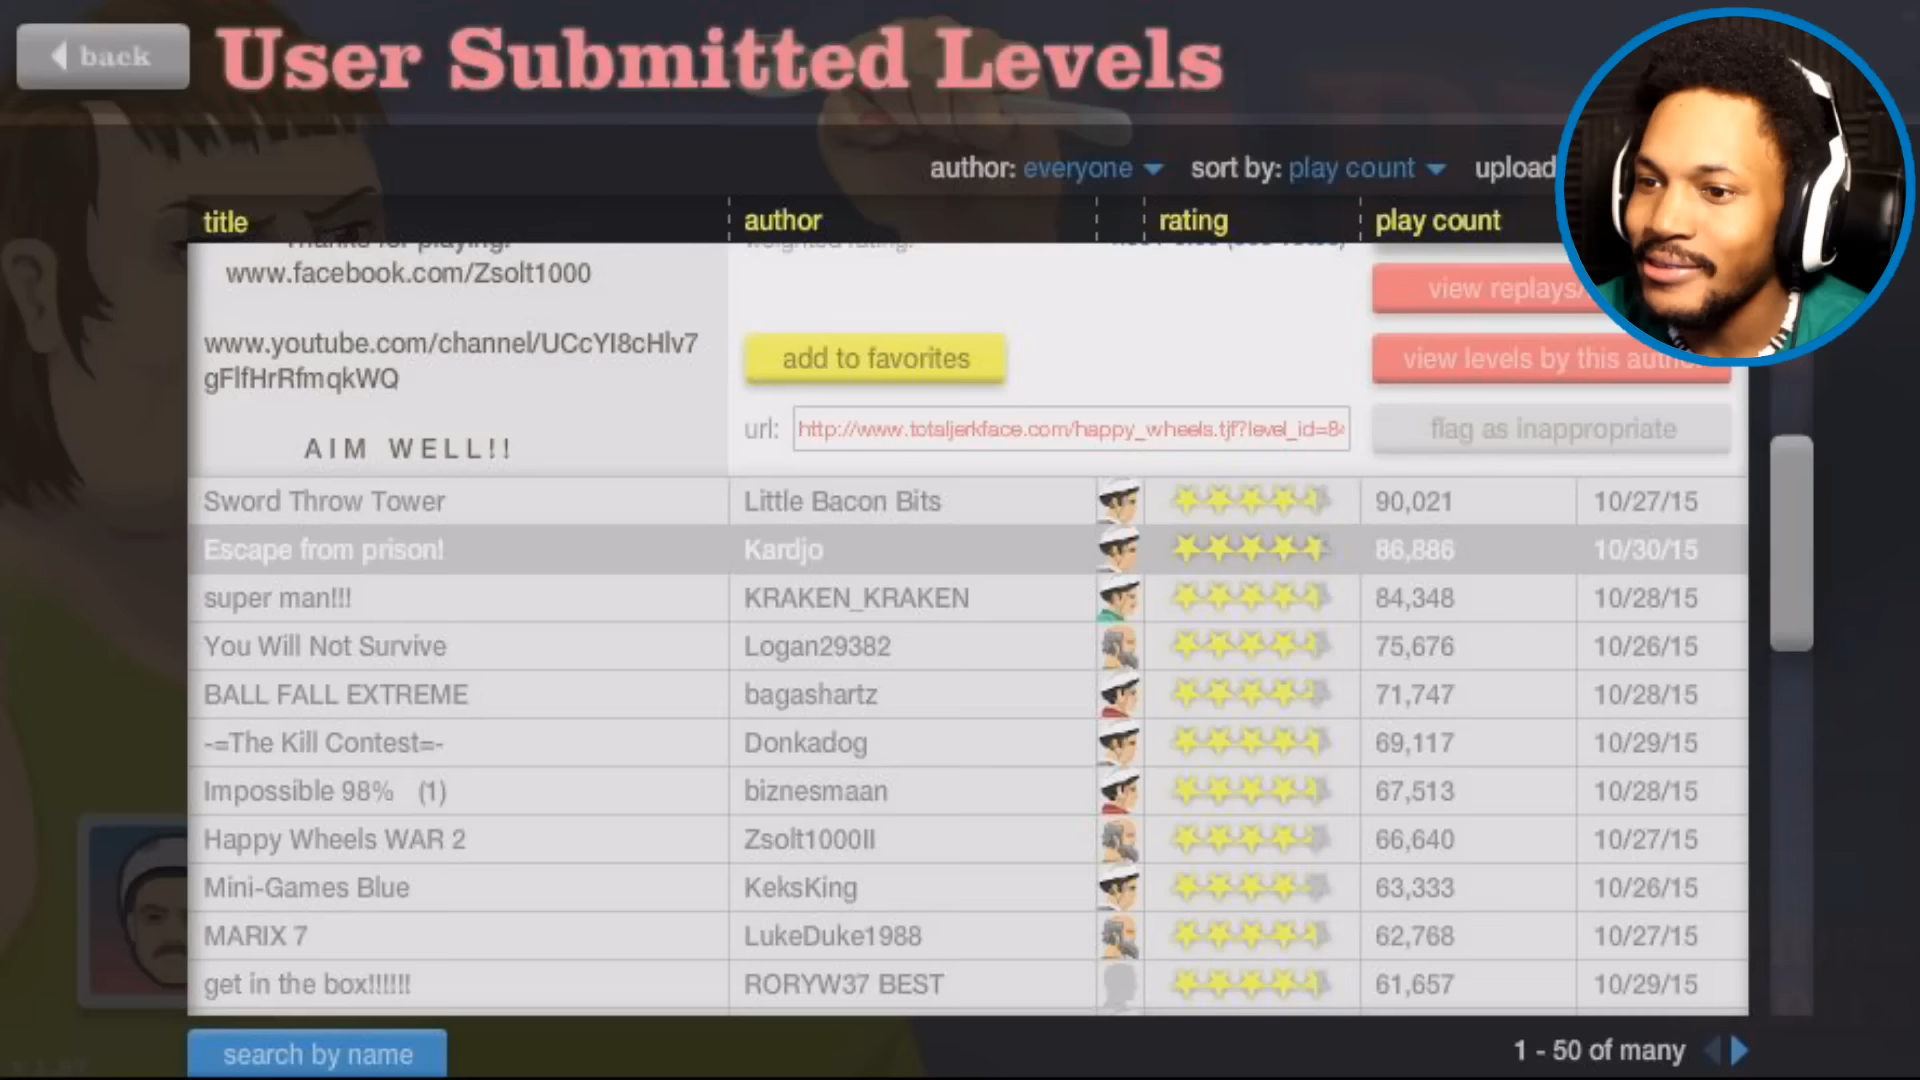 back
User Submitted Levels
author: everyone sort by: play count upload
title author rating play count
www.facebook.com/Zsolt1000
view replays/
www.youtube.com/channel/UCcYI8cHlv7
gFlfHrRfmqkWQ
add to favorites
view levels by this author
url: http://www.totaljerkface.com/happy_wheels.tjf?level_id=84
flag as inappropriate
AIM WELL!!
Sword Throw Tower Little Bacon Bits 90,021 10/27/15
Escape from prison! Kardjo 86,886 10/30/15
super man!!! KRAKEN_KRAKEN 84,348 10/28/15
You Will Not Survive Logan29382 75,676 10/26/15
BALL FALL EXTREME bagashartz 71,747 10/28/15
-=The Kill Contest=- Donkadog 69,117 10/29/15
Impossible 98% (1) biznesmaan 67,513 10/28/15
Happy Wheels WAR 2 Zsolt1000II 66,640 10/27/15
Mini-Games Blue KeksKing 63,333 10/26/15
MARIX 7 LukeDuke1988 62,768 10/27/15
get in the box!!!!!! RORYW37 BEST 61,657 10/29/15
search by name
1 - 50 of many